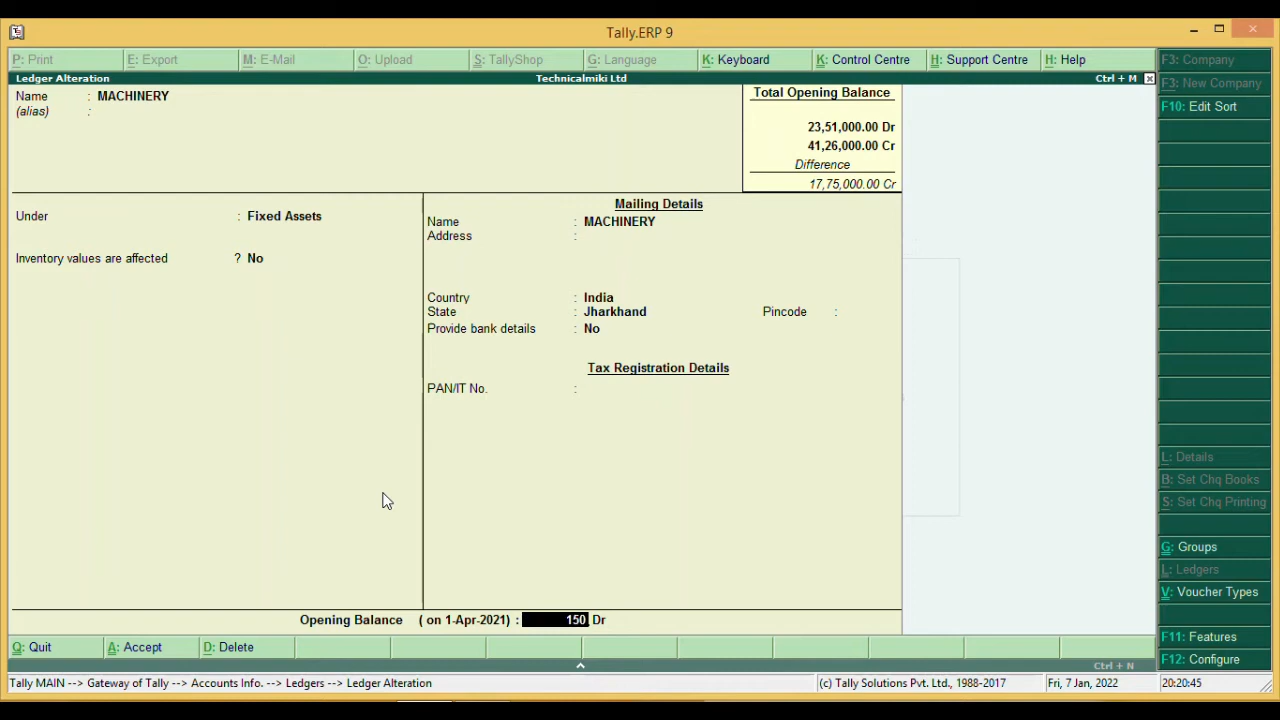 Tally.ERP 9
P: Print E: Export M: E-Mail O: Upload S: TallyShop G: Language K: Keyboard K: Control Centre H: Support Centre H: Help
Ledger Alteration Technicalmiki Ltd Ctrl + M
Name : MACHINERY
(alias) :
Total Opening Balance
23,51,000.00 Dr
41,26,000.00 Cr
Difference
17,75,000.00 Cr
Under : Fixed Assets
Inventory values are affected ? No
Mailing Details
Name : MACHINERY
Address :
Country : India
State : Jharkhand Pincode :
Provide bank details : No
Tax Registration Details
PAN/IT No. :
Opening Balance ( on 1-Apr-2021) : 150 Dr
F3: Company
F3: New Company
F10: Edit Sort
L: Details
B: Set Chq Books
S: Set Chq Printing
G: Groups
L: Ledgers
V: Voucher Types
F11: Features
F12: Configure
Q: Quit A: Accept D: Delete
Ctrl + N
Tally MAIN --> Gateway of Tally --> Accounts Info. --> Ledgers --> Ledger Alteration (c) Tally Solutions Pvt. Ltd., 1988-2017 Fri, 7 Jan, 2022 20:20:45